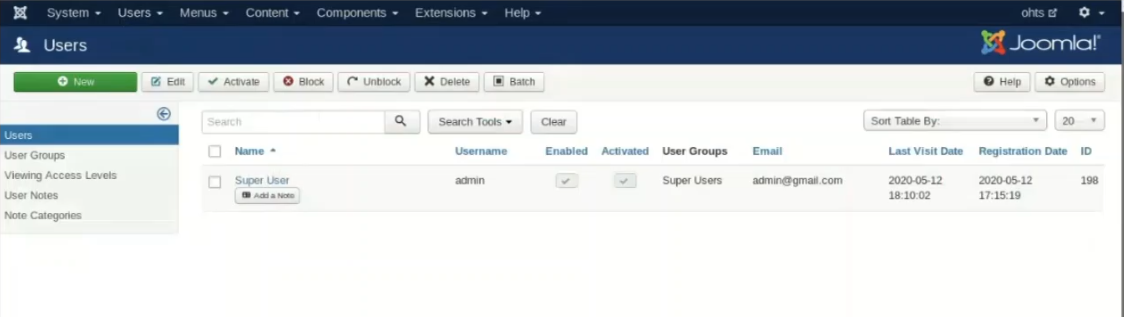 System Users Menus Content Components Extensions Help ohts
Users Joomla!®
New Edit Activate Block Unblock Delete Batch Help Options
Search Search Tools Clear Sort Table By: 20
Users
User Groups
Viewing Access Levels
User Notes
Note Categories
Name Username Enabled Activated User Groups Email Last Visit Date Registration Date ID
Super User admin Super Users admin@gmail.com 2020-05-12 2020-05-12 198
Add a Note 18:10:02 17:15:19